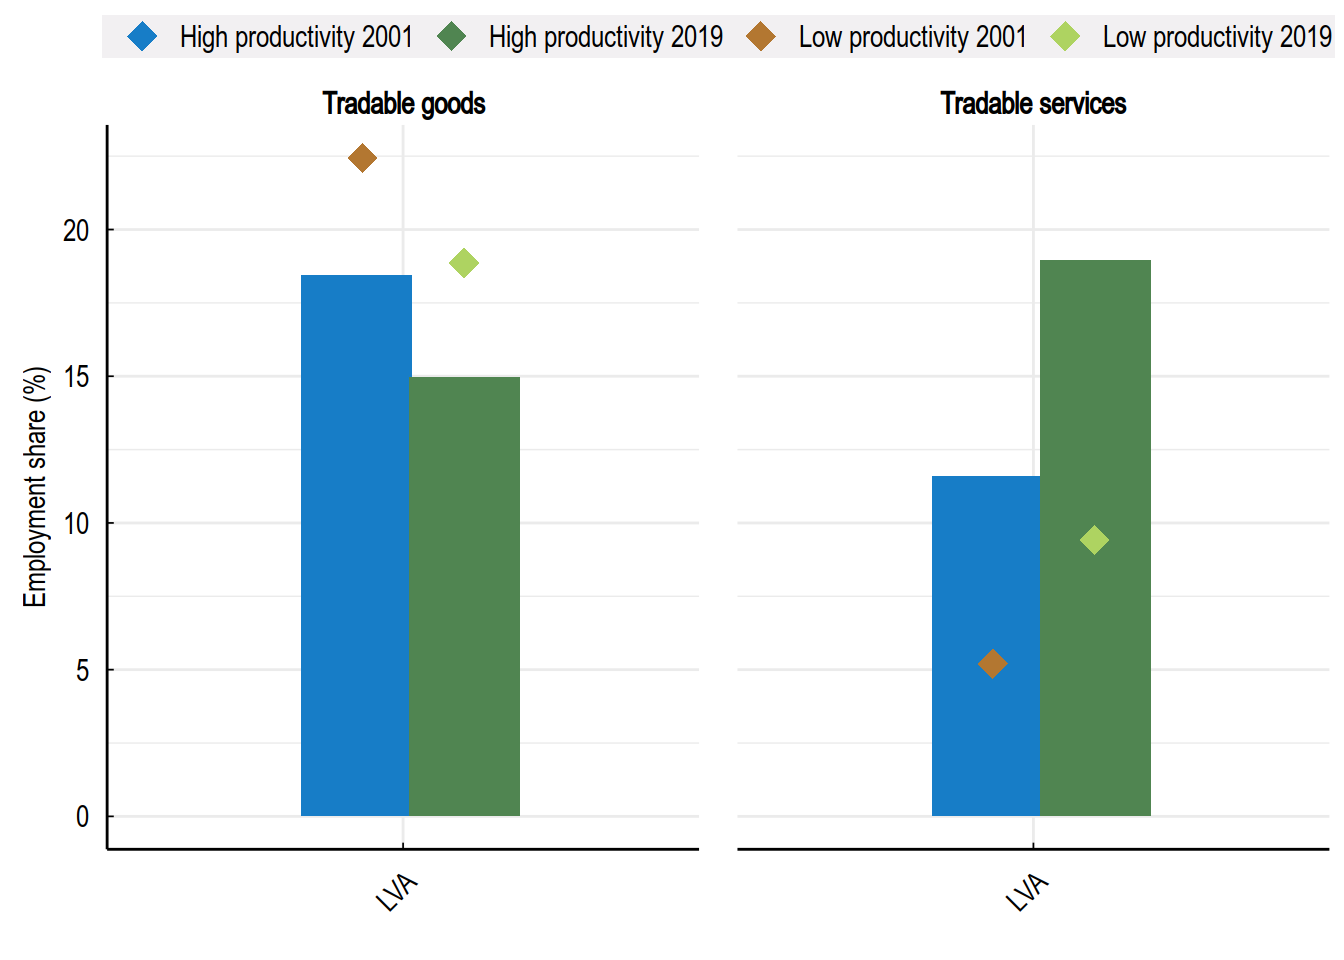 High productivity 2001 High productivity 2019 Low productivity 2001 Low productivity 2019
Tradable goods
Tradable services
Employment share (%)
20
15
10
5
0
LVA
LVA